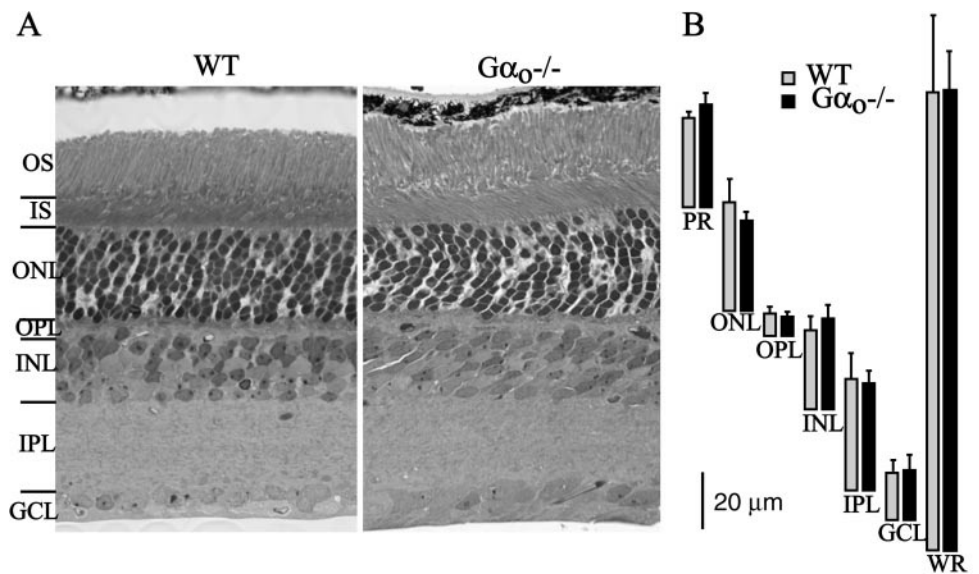 A
WT
Gαo-/-
OS
IS
ONL
OPL
INL
IPL
GCL
B
WT
Gαo-/-
PR
ONL
OPL
INL
IPL
GCL
WR
20 μm